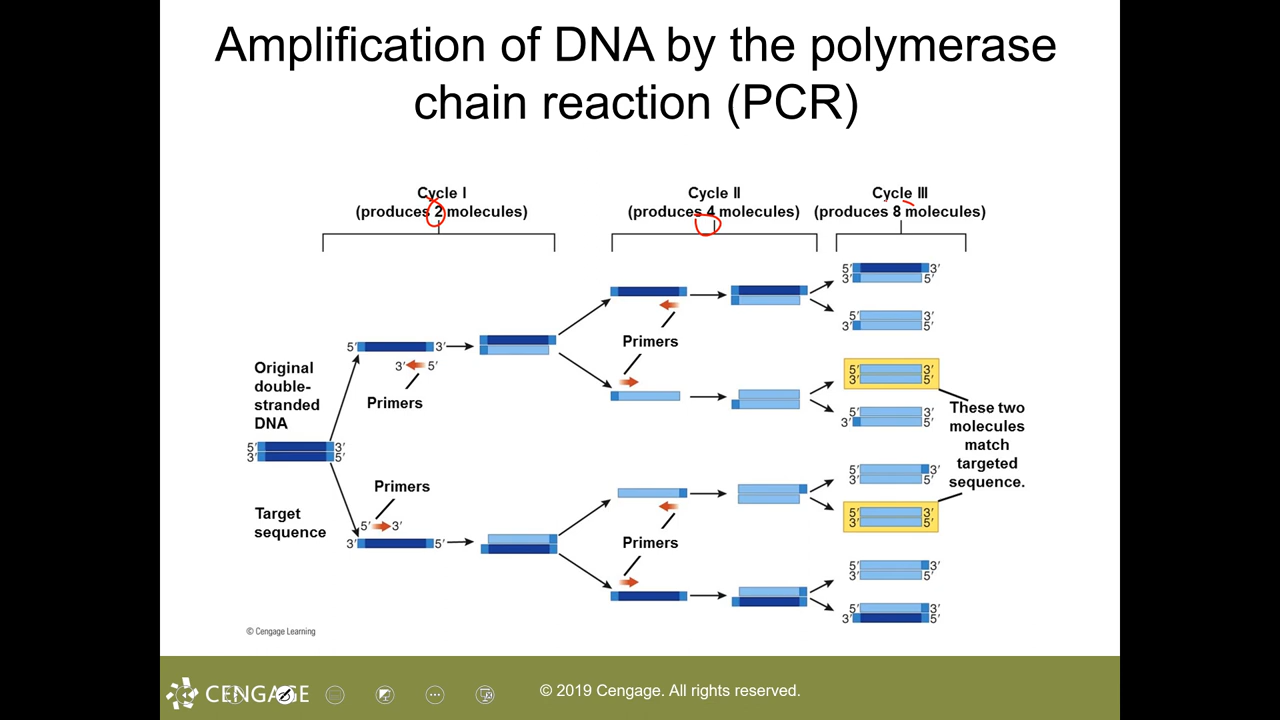 Amplification of DNA by the polymerase
chain reaction (PCR)
Cycle I
(produces 2 molecules)
Cycle II
(produces 4 molecules)
Cycle III
(produces 8 molecules)
5′ 3′
3′ 5′
5′ 3′
3′ 5′
5′ 3′
3′ 5′
Primers
Original
double-
stranded
DNA
5′ 3′
3′ 5′
Target
sequence
Primers
5′ 3′
3′ 5′
Primers
Primers
5′ 3′
3′ 5′
5′ 3′
3′ 5′
These two
molecules
match
targeted
sequence.
5′ 3′
3′ 5′
5′ 3′
3′ 5′
5′ 3′
3′ 5′
5′ 3′
3′ 5′
© Cengage Learning
CENGAGE
© 2019 Cengage. All rights reserved.